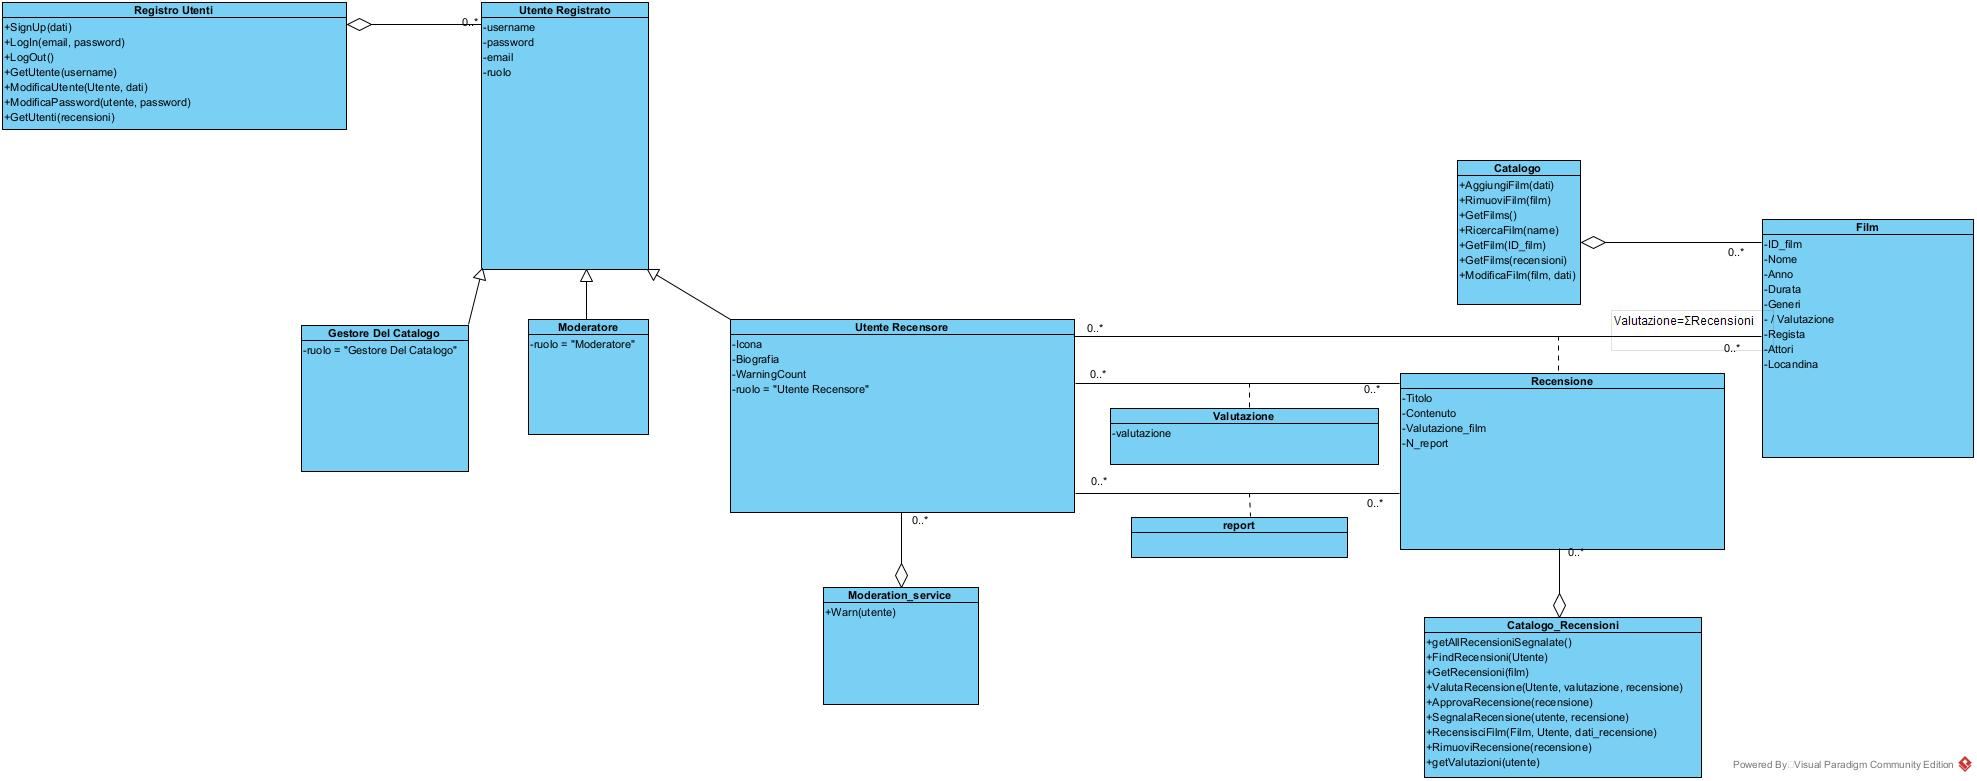 Registro Utenti
+SignUp(dati)
+LogIn(email, password)
+LogOut()
+GetUtente(username)
+ModificaUtente(Utente, dati)
+ModificaPassword(utente, password)
+GetUtenti(recensioni)
0..*
Utente Registrato
-username
-password
-email
-ruolo
Gestore Del Catalogo
-ruolo = "Gestore Del Catalogo"
Moderatore
-ruolo = "Moderatore"
Utente Recensore
-Icona
-Biografia
-WarningCount
-ruolo = "Utente Recensore"
0..*
0..*
0..*
0..*
0..*
0..*
0..*
Moderation_service
+Warn(utente)
Valutazione
-valutazione
report
Catalogo
+AggiungiFilm(dati)
+RimuoviFilm(film)
+GetFilms()
+RicercaFilm(name)
+GetFilm(ID_film)
+GetFilms(recensioni)
+ModificaFilm(film, dati)
0..*
Film
-ID_film
-Nome
-Anno
-Durata
-Generi
- / Valutazione
-Regista
-Attori
-Locandina
Valutazione=ΣRecensioni
Recensione
-Titolo
-Contenuto
-Valutazione_film
-N_report
0..*
Catalogo_Recensioni
+getAllRecensioniSegnalate()
+FindRecensioni(Utente)
+GetRecensioni(film)
+ValutaRecensione(Utente, valutazione, recensione)
+ApprovaRecensione(recensione)
+SegnalaRecensione(utente, recensione)
+RecensisciFilm(Film, Utente, dati_recensione)
+RimuoviRecensione(recensione)
+getValutazioni(utente)
Powered By Visual Paradigm Community Edition